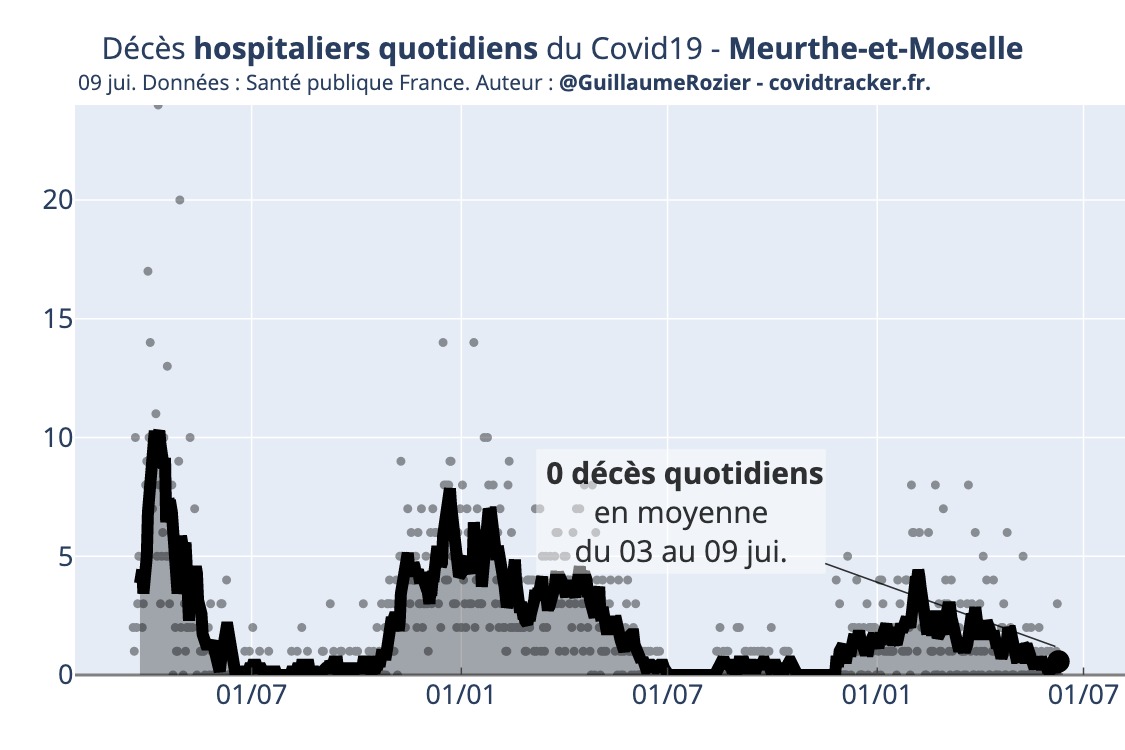 Décès hospitaliers quotidiens du Covid19 - Meurthe-et-Moselle
09 jui. Données : Santé publique France. Auteur : @GuillaumeRozier - covidtracker.fr.
20
15
10
5
0
0 décès quotidiens
en moyenne
du 03 au 09 jui.
01/07 01/01 01/07 01/01 01/07